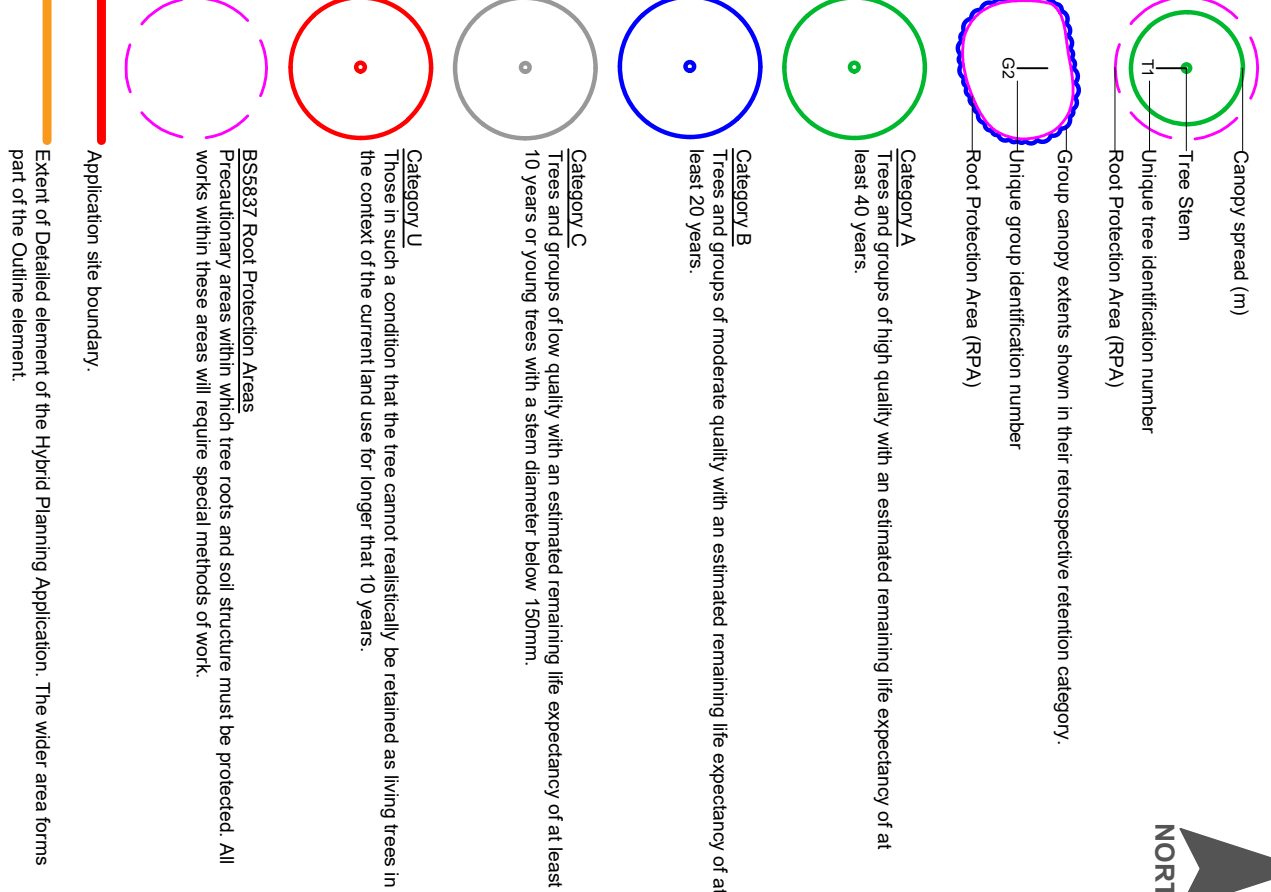 Canopy spread (m)
Tree Stem
T1
Unique tree identification number
Root Protection Area (RPA)
Group canopy extents shown in their retrospective retention category.
G2
Unique group identification number
Root Protection Area (RPA)
Category A
Trees and groups of high quality with an estimated remaining life expectancy of at
least 40 years.
Category B
Trees and groups of moderate quality with an estimated remaining life expectancy of at
least 20 years.
Category C
Trees and groups of low quality with an estimated remaining life expectancy of at least
10 years or young trees with a stem diameter below 150mm.
Category U
Those in such a condition that the tree cannot realistically be retained as living trees in
the context of the current land use for longer that 10 years.
BS5837 Root Protection Areas
Precautionary areas within which tree roots and soil structure must be protected. All
works within these areas will require special methods of work.
Application site boundary.
Extent of Detailed element of the Hybrid Planning Application. The wider area forms
part of the Outline element.